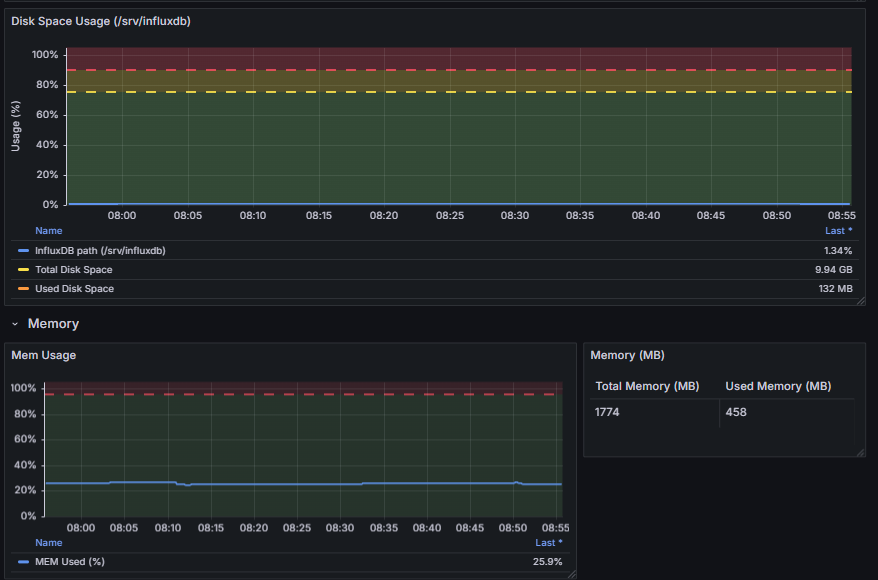 Disk Space Usage (/srv/influxdb)
Usage (%)
100%
80%
60%
40%
20%
0%
08:00 08:05 08:10 08:15 08:20 08:25 08:30 08:35 08:40 08:45 08:50 08:55
Name Last *
InfluxDB path (/srv/influxdb) 1.34%
Total Disk Space 9.94 GB
Used Disk Space 132 MB
Memory
Mem Usage
100%
80%
60%
40%
20%
0%
08:00 08:05 08:10 08:15 08:20 08:25 08:30 08:35 08:40 08:45 08:50 08:55
Name Last *
MEM Used (%) 25.9%
Memory (MB)
Total Memory (MB) Used Memory (MB)
1774 458